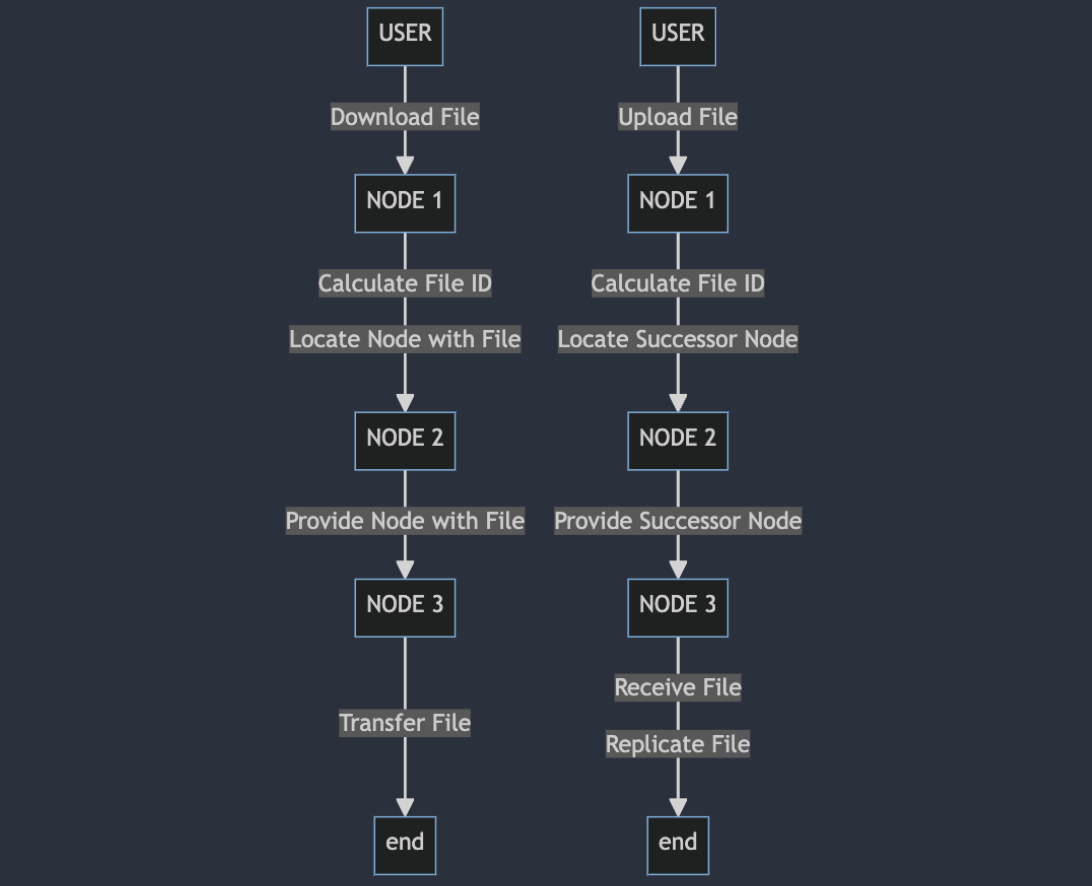 USER
Download File
NODE 1
Calculate File ID
Locate Node with File
NODE 2
Provide Node with File
NODE 3
Transfer File
end
USER
Upload File
NODE 1
Calculate File ID
Locate Successor Node
NODE 2
Provide Successor Node
NODE 3
Receive File
Replicate File
end